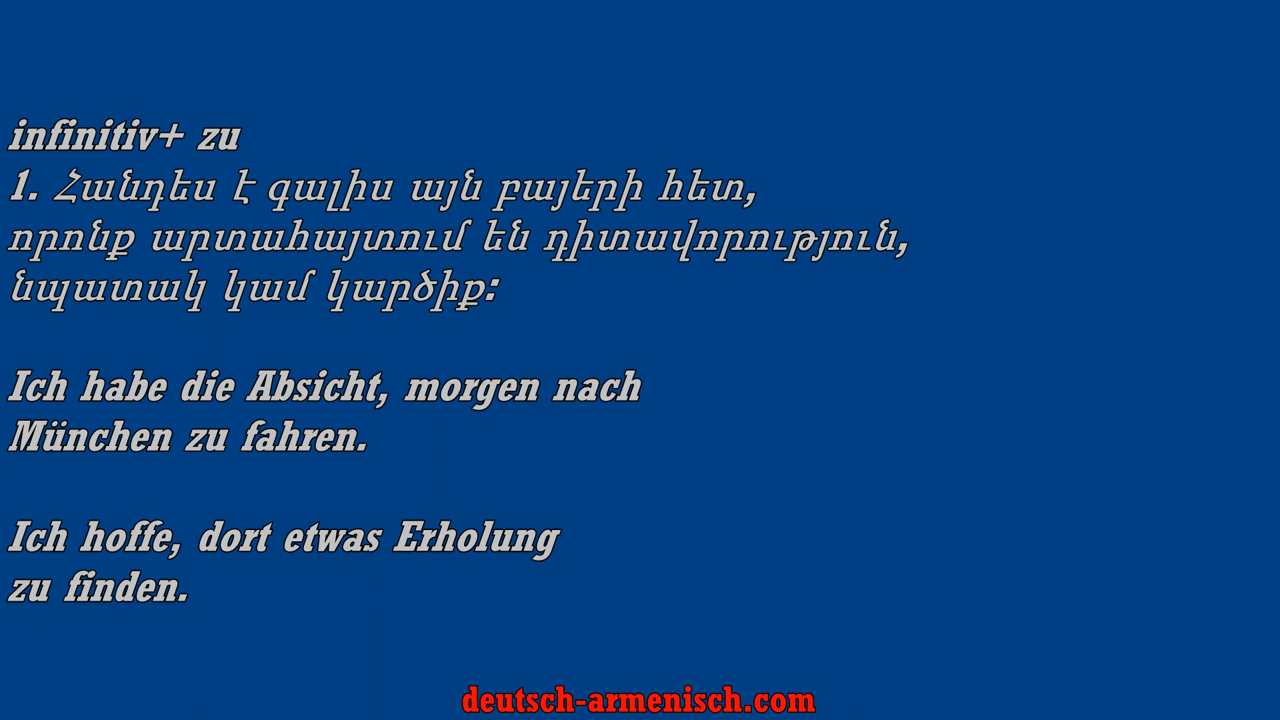 infinitiv+ zu
1. Հանդես է գալիս այն բայերի հետ,
որոնք արտահայտում են դիտավորություն,
նպատակ կամ կարծիք:
Ich habe die Absicht, morgen nach
München zu fahren.
Ich hoffe, dort etwas Erholung
zu finden.
deutsch-armenisch.com